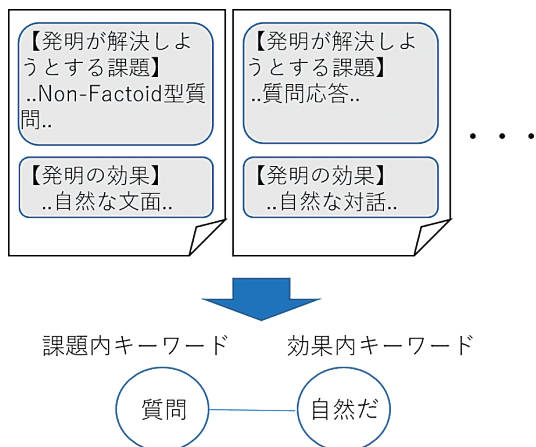 【発明が解決しよ
うとする課題】
..Non-Factoid型質
問..
【発明の効果】
..自然な文面..
【発明が解決しよ
うとする課題】
..質問応答..
【発明の効果】
..自然な対話..
・・・
課題内キーワード
効果内キーワード
質問
自然だ